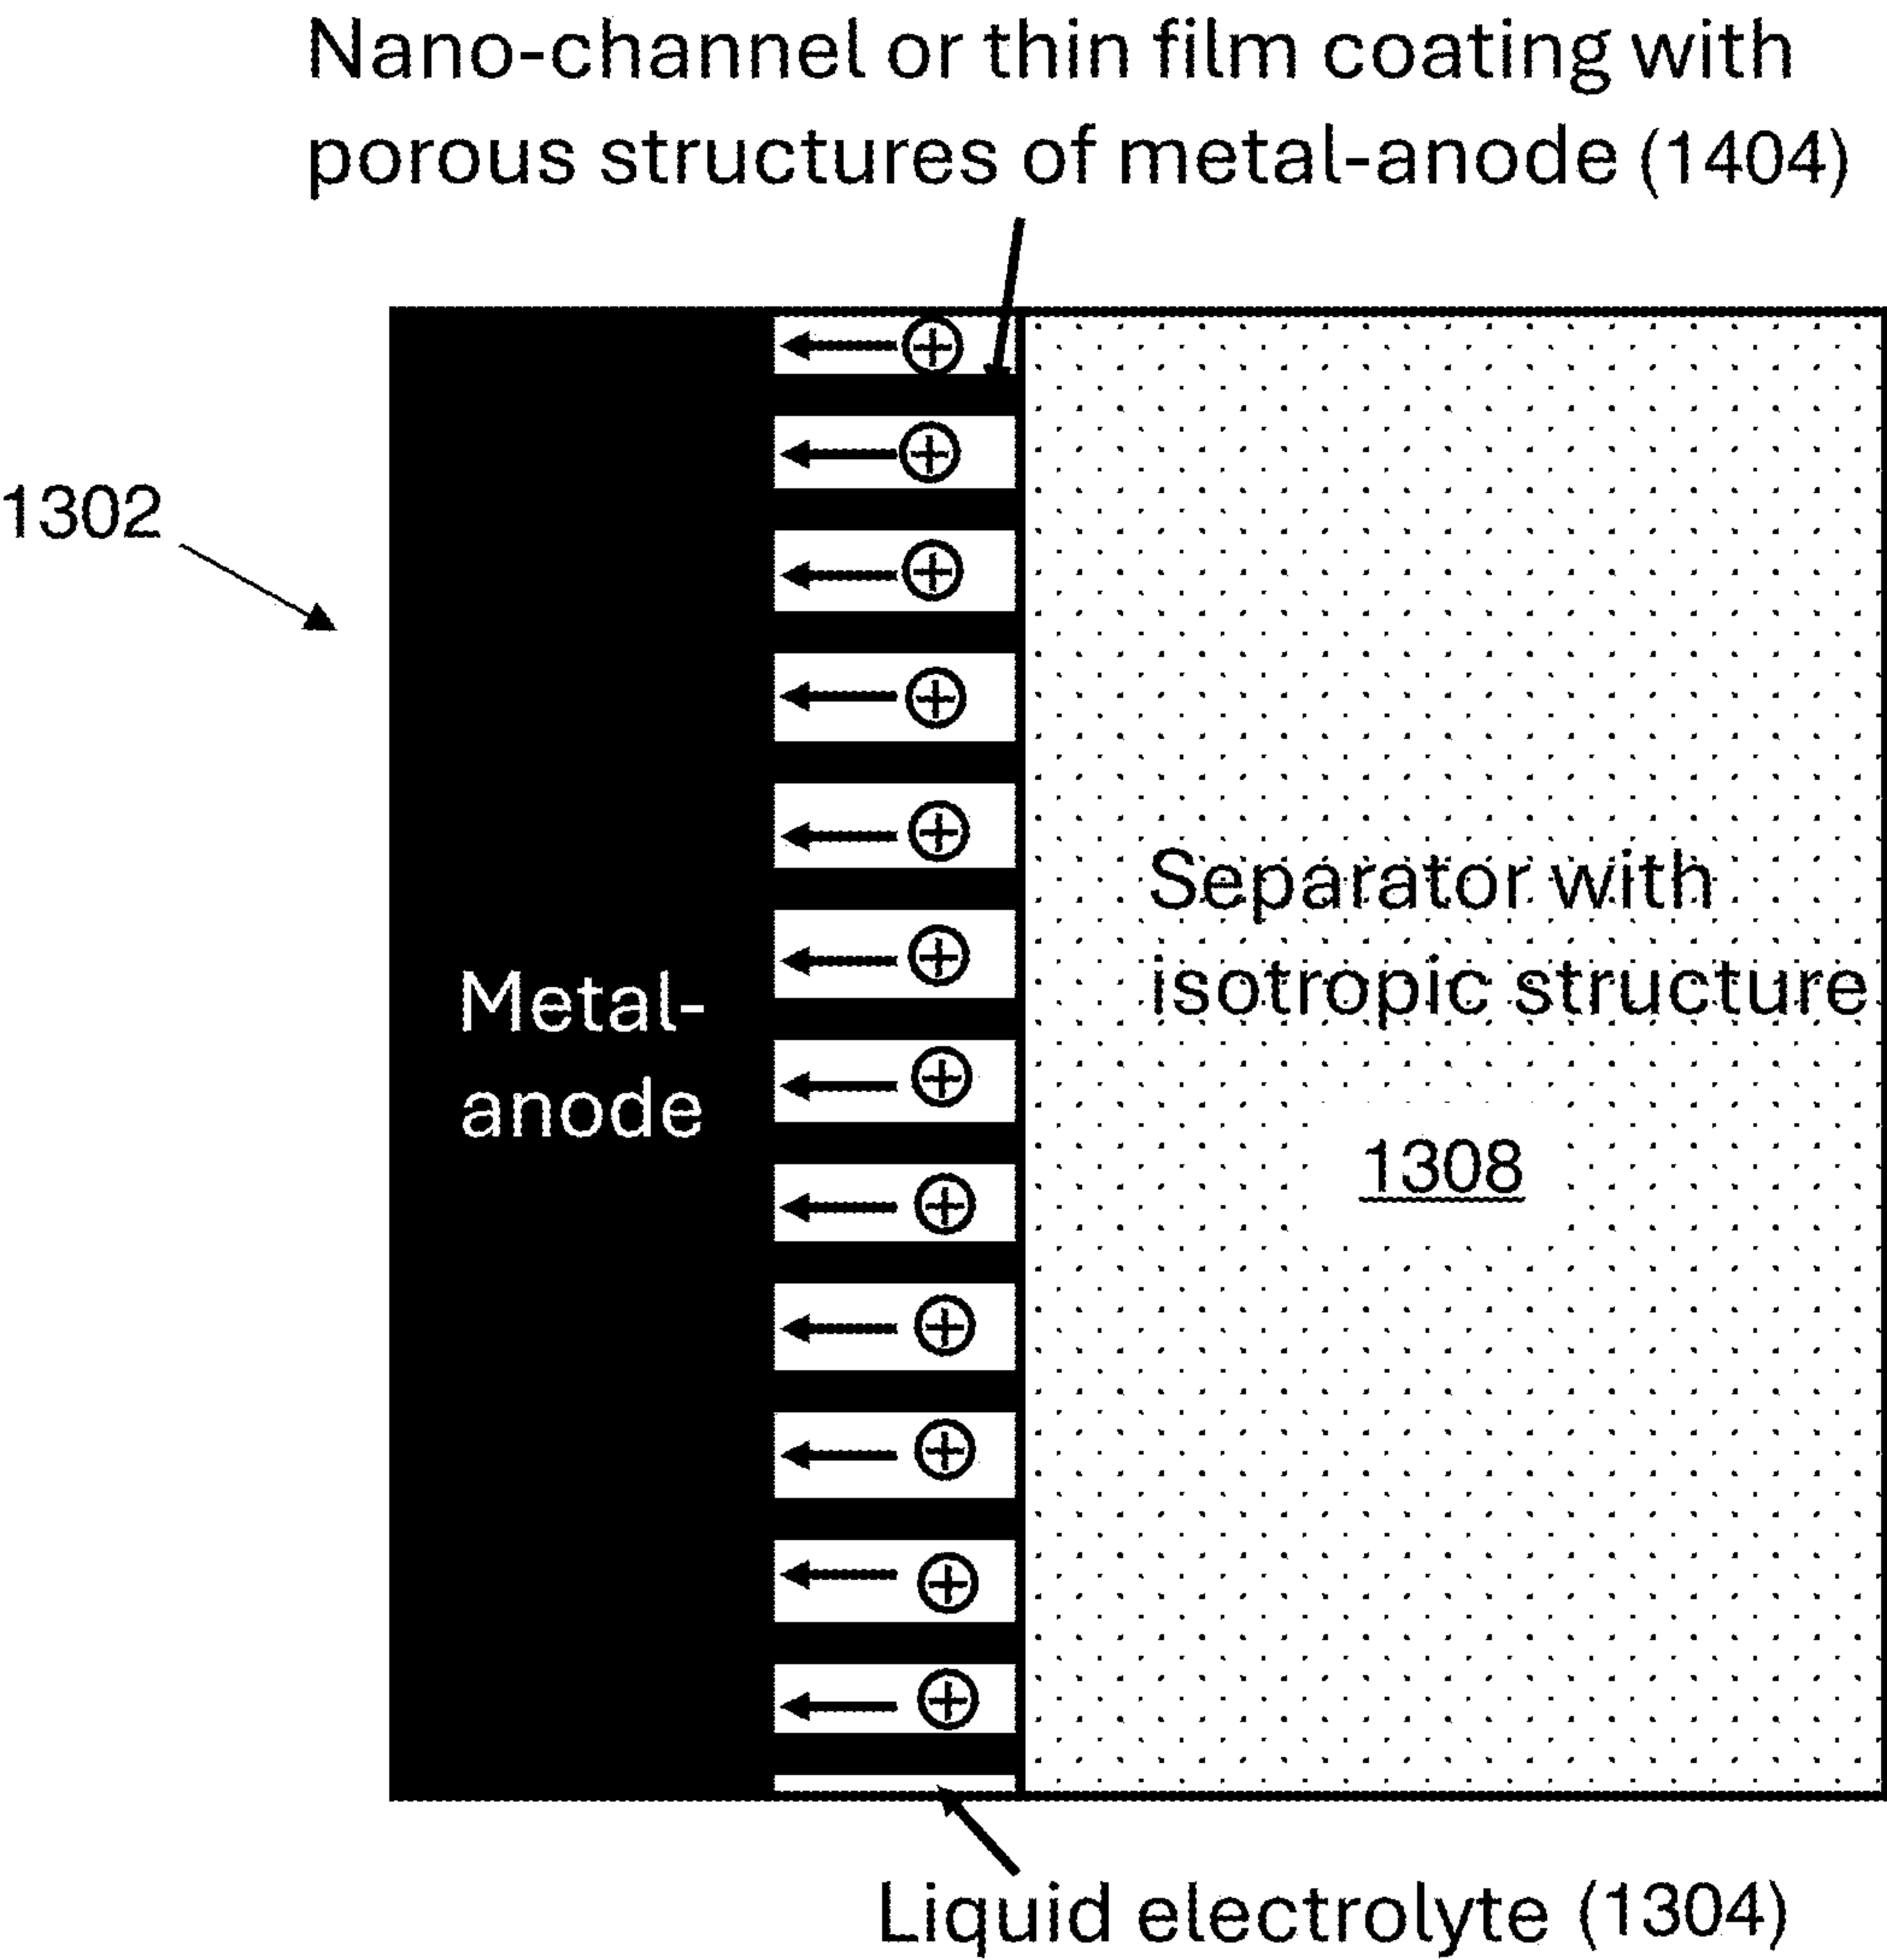 Nano-channel or thin film coating with
porous structures of metal-anode (1404)
1302
Metal-
anode
Separator with
isotropic structure
1308
Liquid electrolyte (1304)